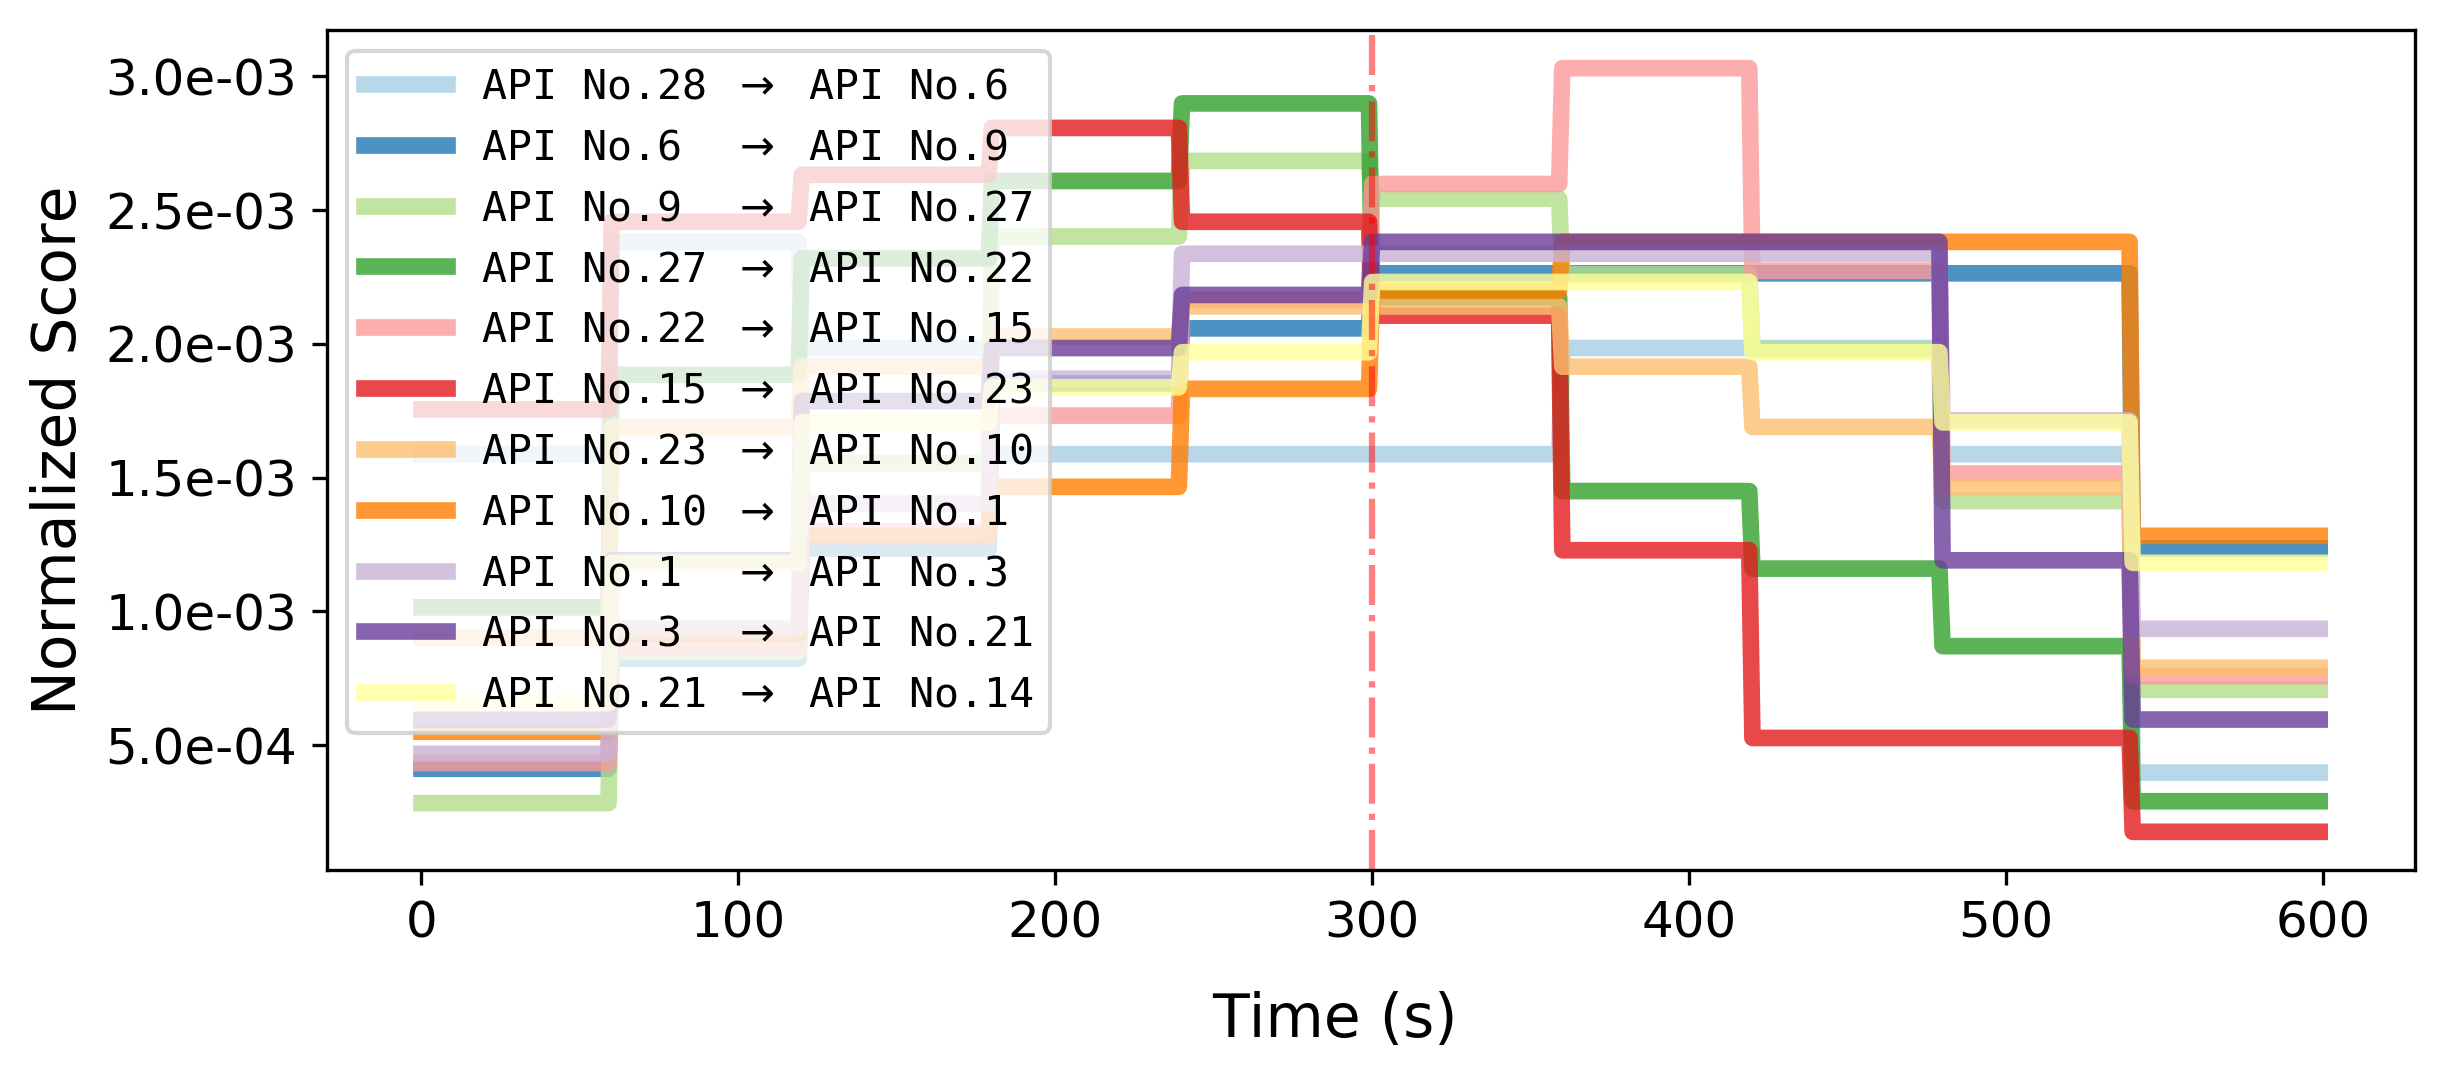 Normalized Score
3.0e-03
2.5e-03
2.0e-03
1.5e-03
1.0e-03
5.0e-04
API No.28 → API No.6
API No.6 → API No.9
API No.9 → API No.27
API No.27 → API No.22
API No.22 → API No.15
API No.15 → API No.23
API No.23 → API No.10
API No.10 → API No.1
API No.1 → API No.3
API No.3 → API No.21
API No.21 → API No.14
0 100 200 300 400 500 600
Time (s)